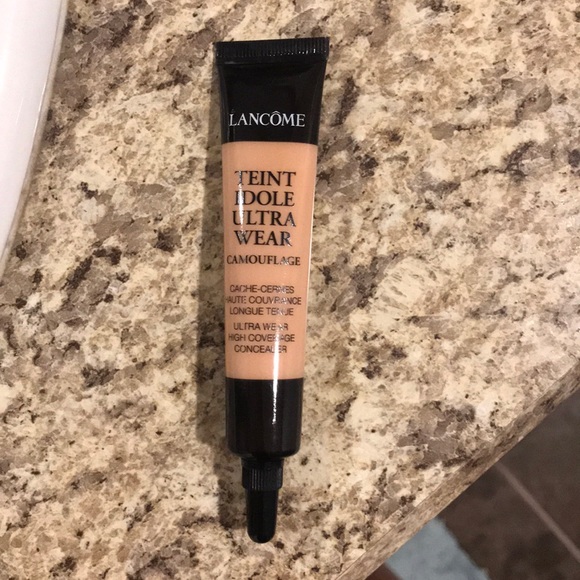 LANCÔME
TEINT
IDOLE
ULTRA
WEAR
CAMOUFLAGE
CACHE-CERNES
HAUTE COUVRANCE
LONGUE TENUE
ULTRA WEAR
HIGH COVERAGE
CONCEALER